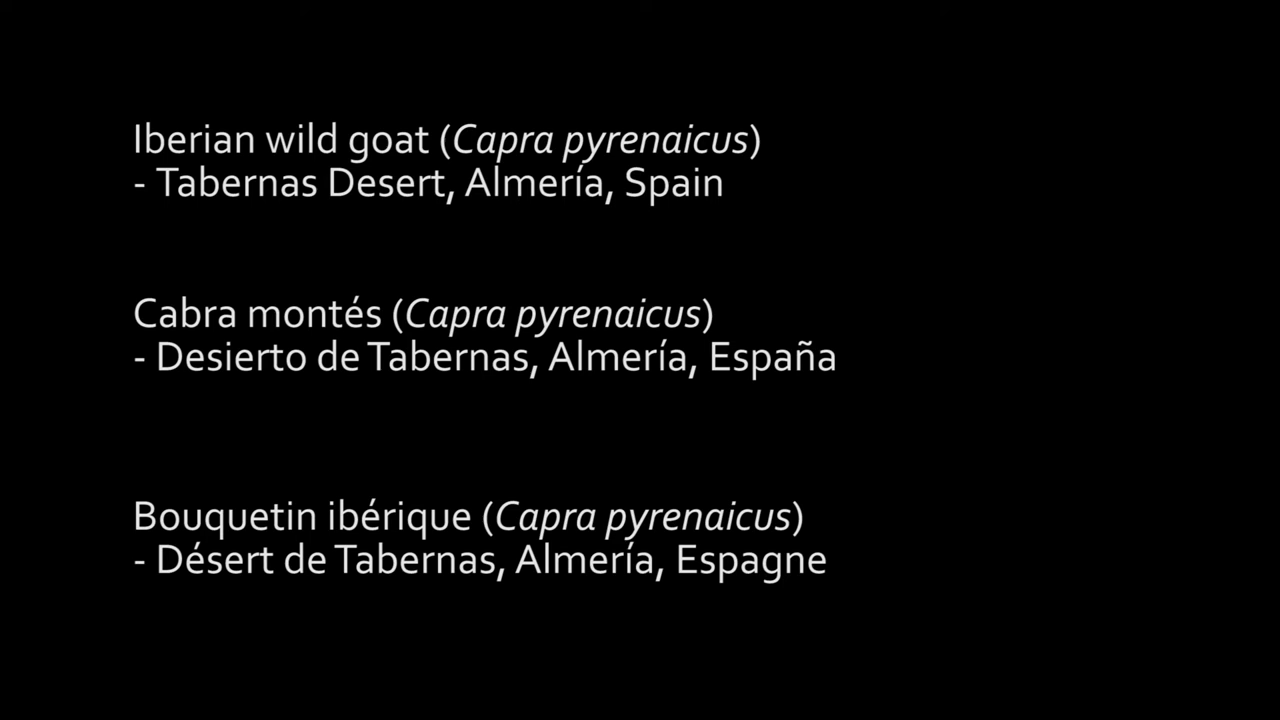 Iberian wild goat (Capra pyrenaicus)
- Tabernas Desert, Almería, Spain
Cabra montés (Capra pyrenaicus)
- Desierto de Tabernas, Almería, España
Bouquetin ibérique (Capra pyrenaicus)
- Désert de Tabernas, Almería, Espagne